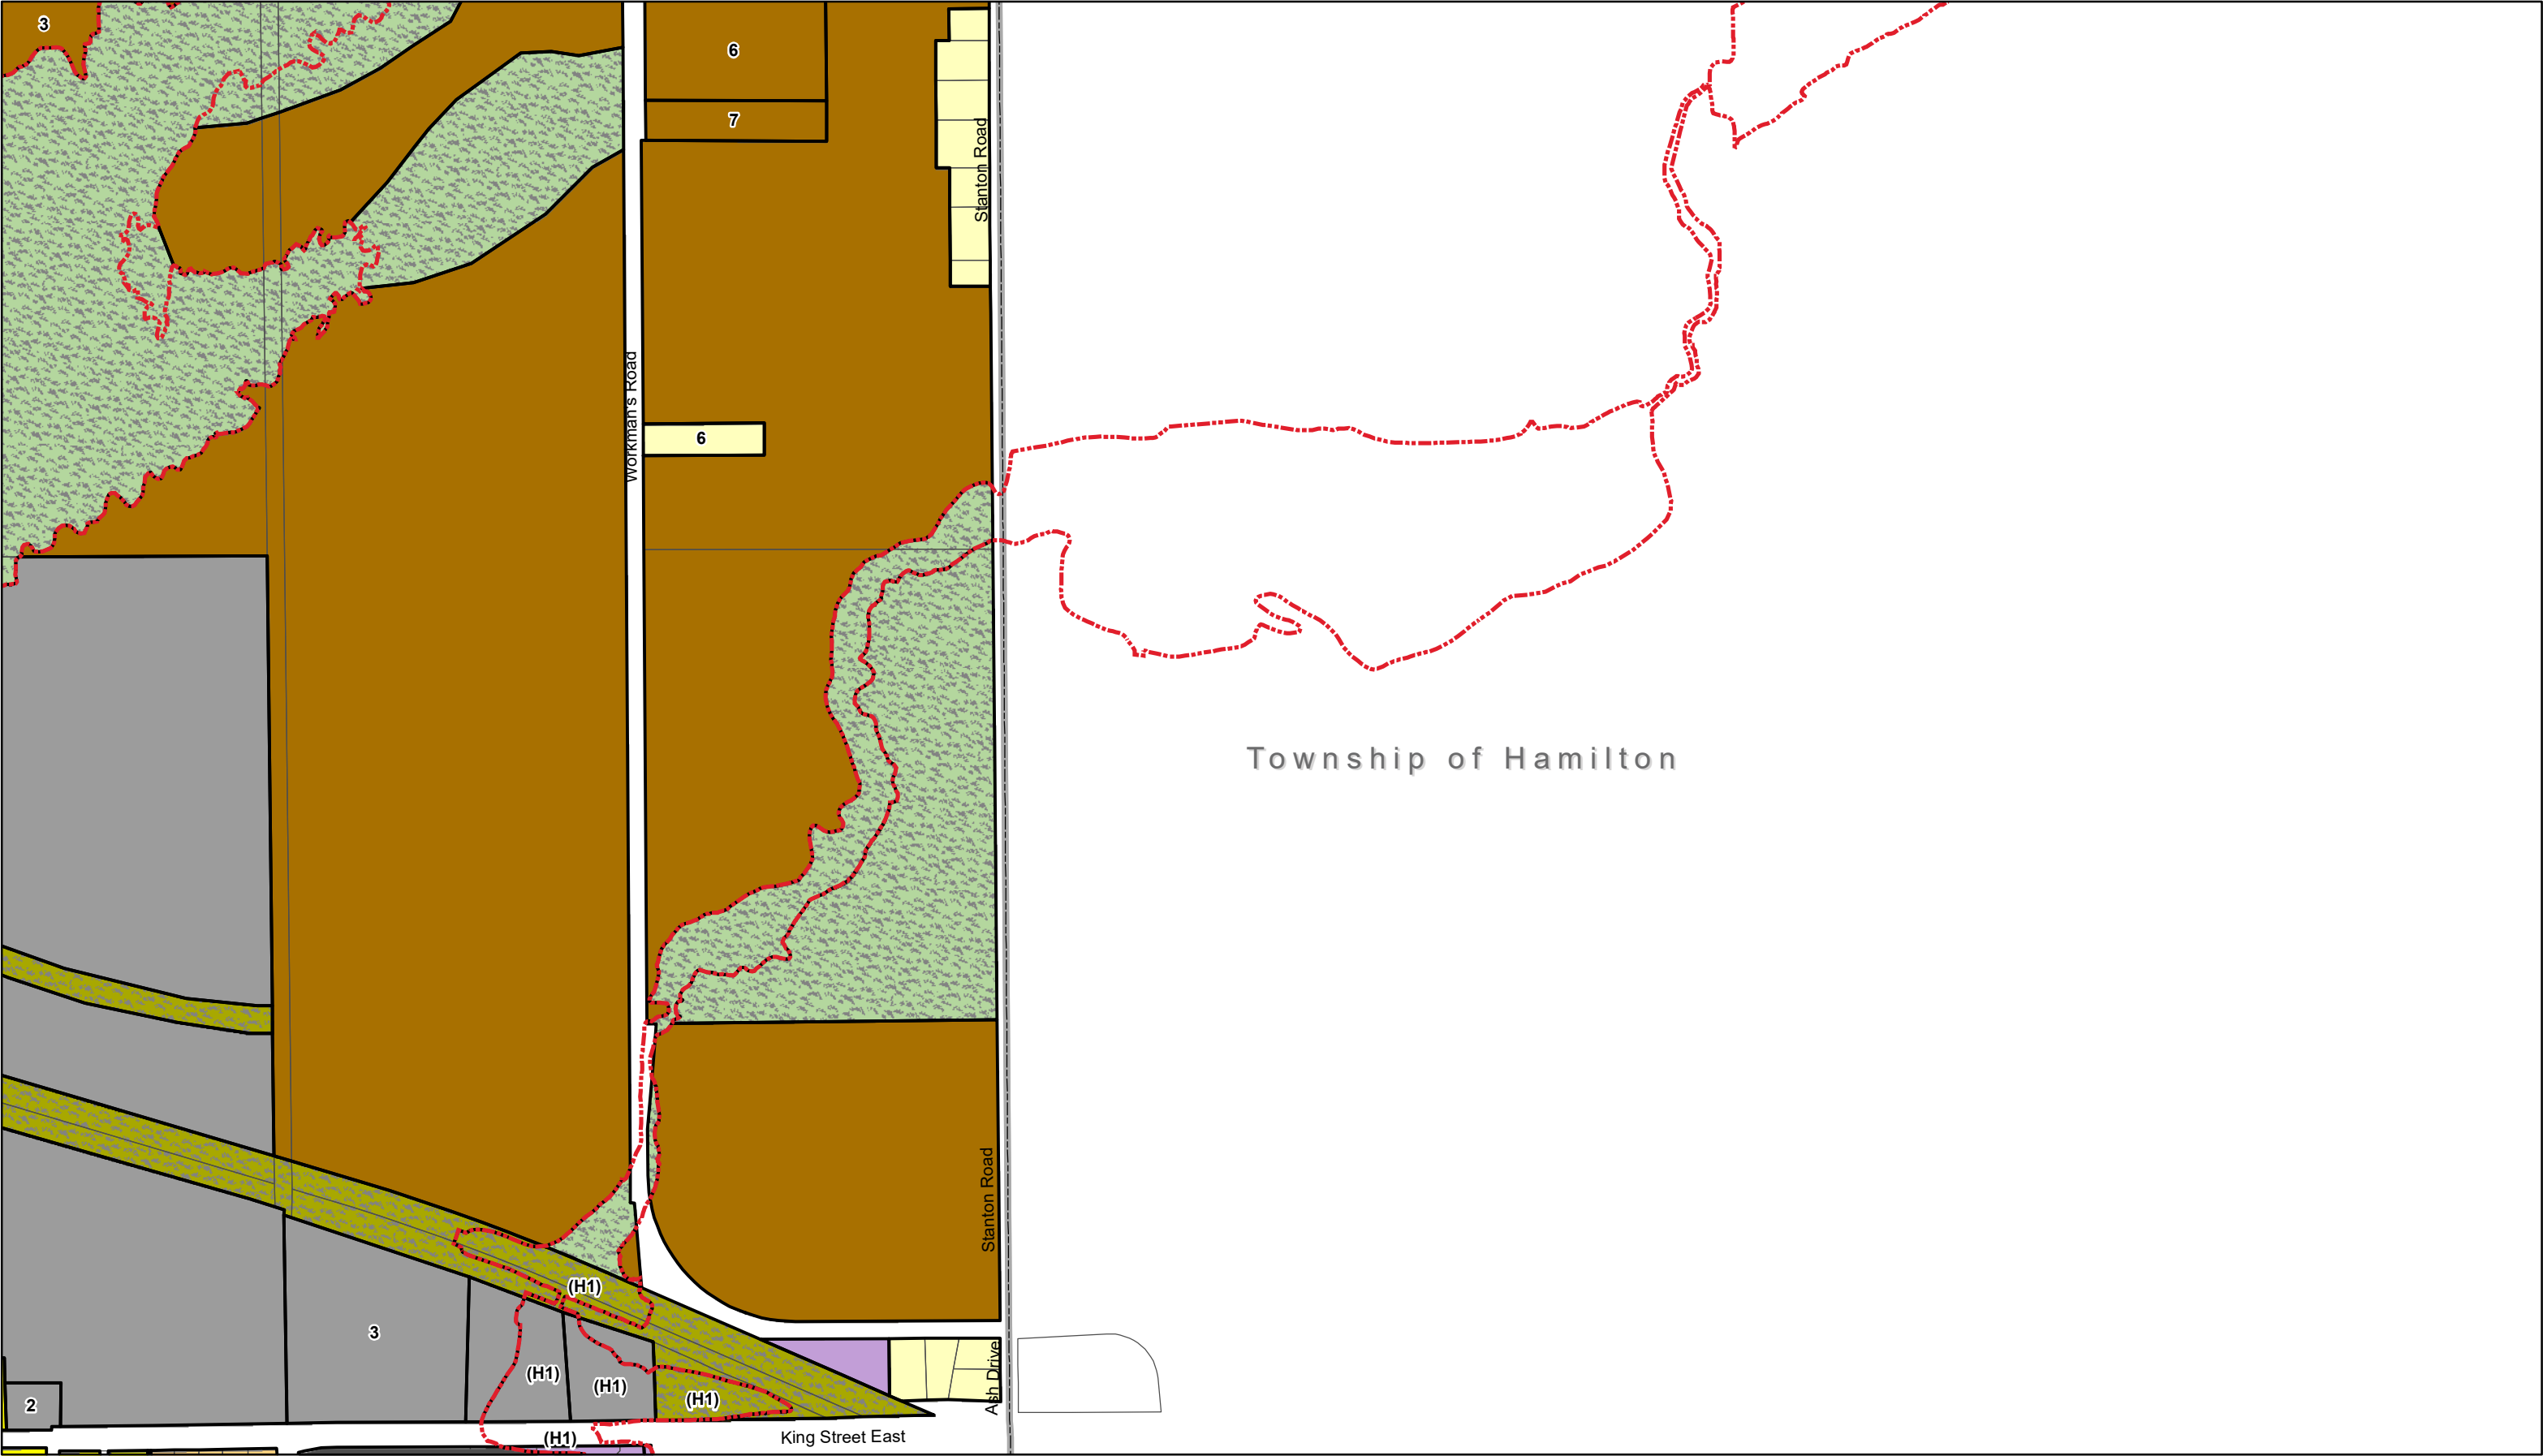 3
6
7
Stanton Road
Workman's Road
6
Township of Hamilton
Stanton Road
(H1)
3
(H1)
(H1)
(H1)
2
Ash Drive
(H1)
King Street East